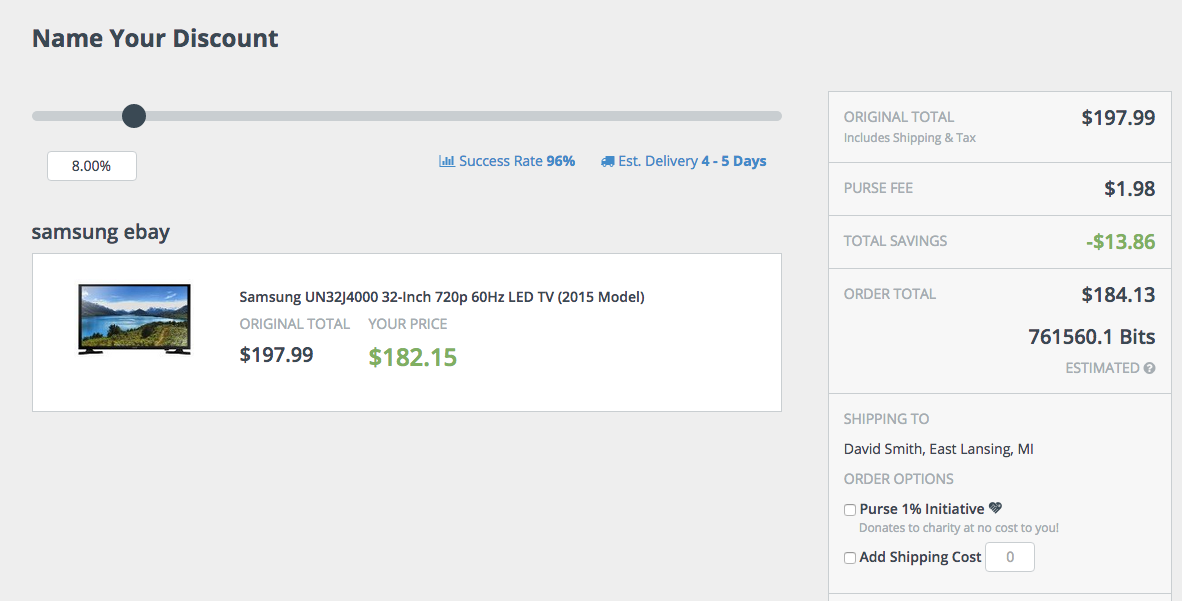 Name Your Discount
8.00%
Success Rate 96%
Est. Delivery 4 - 5 Days
samsung ebay
Samsung UN32J4000 32-Inch 720p 60Hz LED TV (2015 Model)
ORIGINAL TOTAL YOUR PRICE
$197.99 $182.15
ORIGINAL TOTAL $197.99
Includes Shipping & Tax
PURSE FEE $1.98
TOTAL SAVINGS -$13.86
ORDER TOTAL $184.13
761560.1 Bits
ESTIMATED ?
SHIPPING TO
David Smith, East Lansing, MI
ORDER OPTIONS
Purse 1% Initiative
Donates to charity at no cost to you!
Add Shipping Cost 0